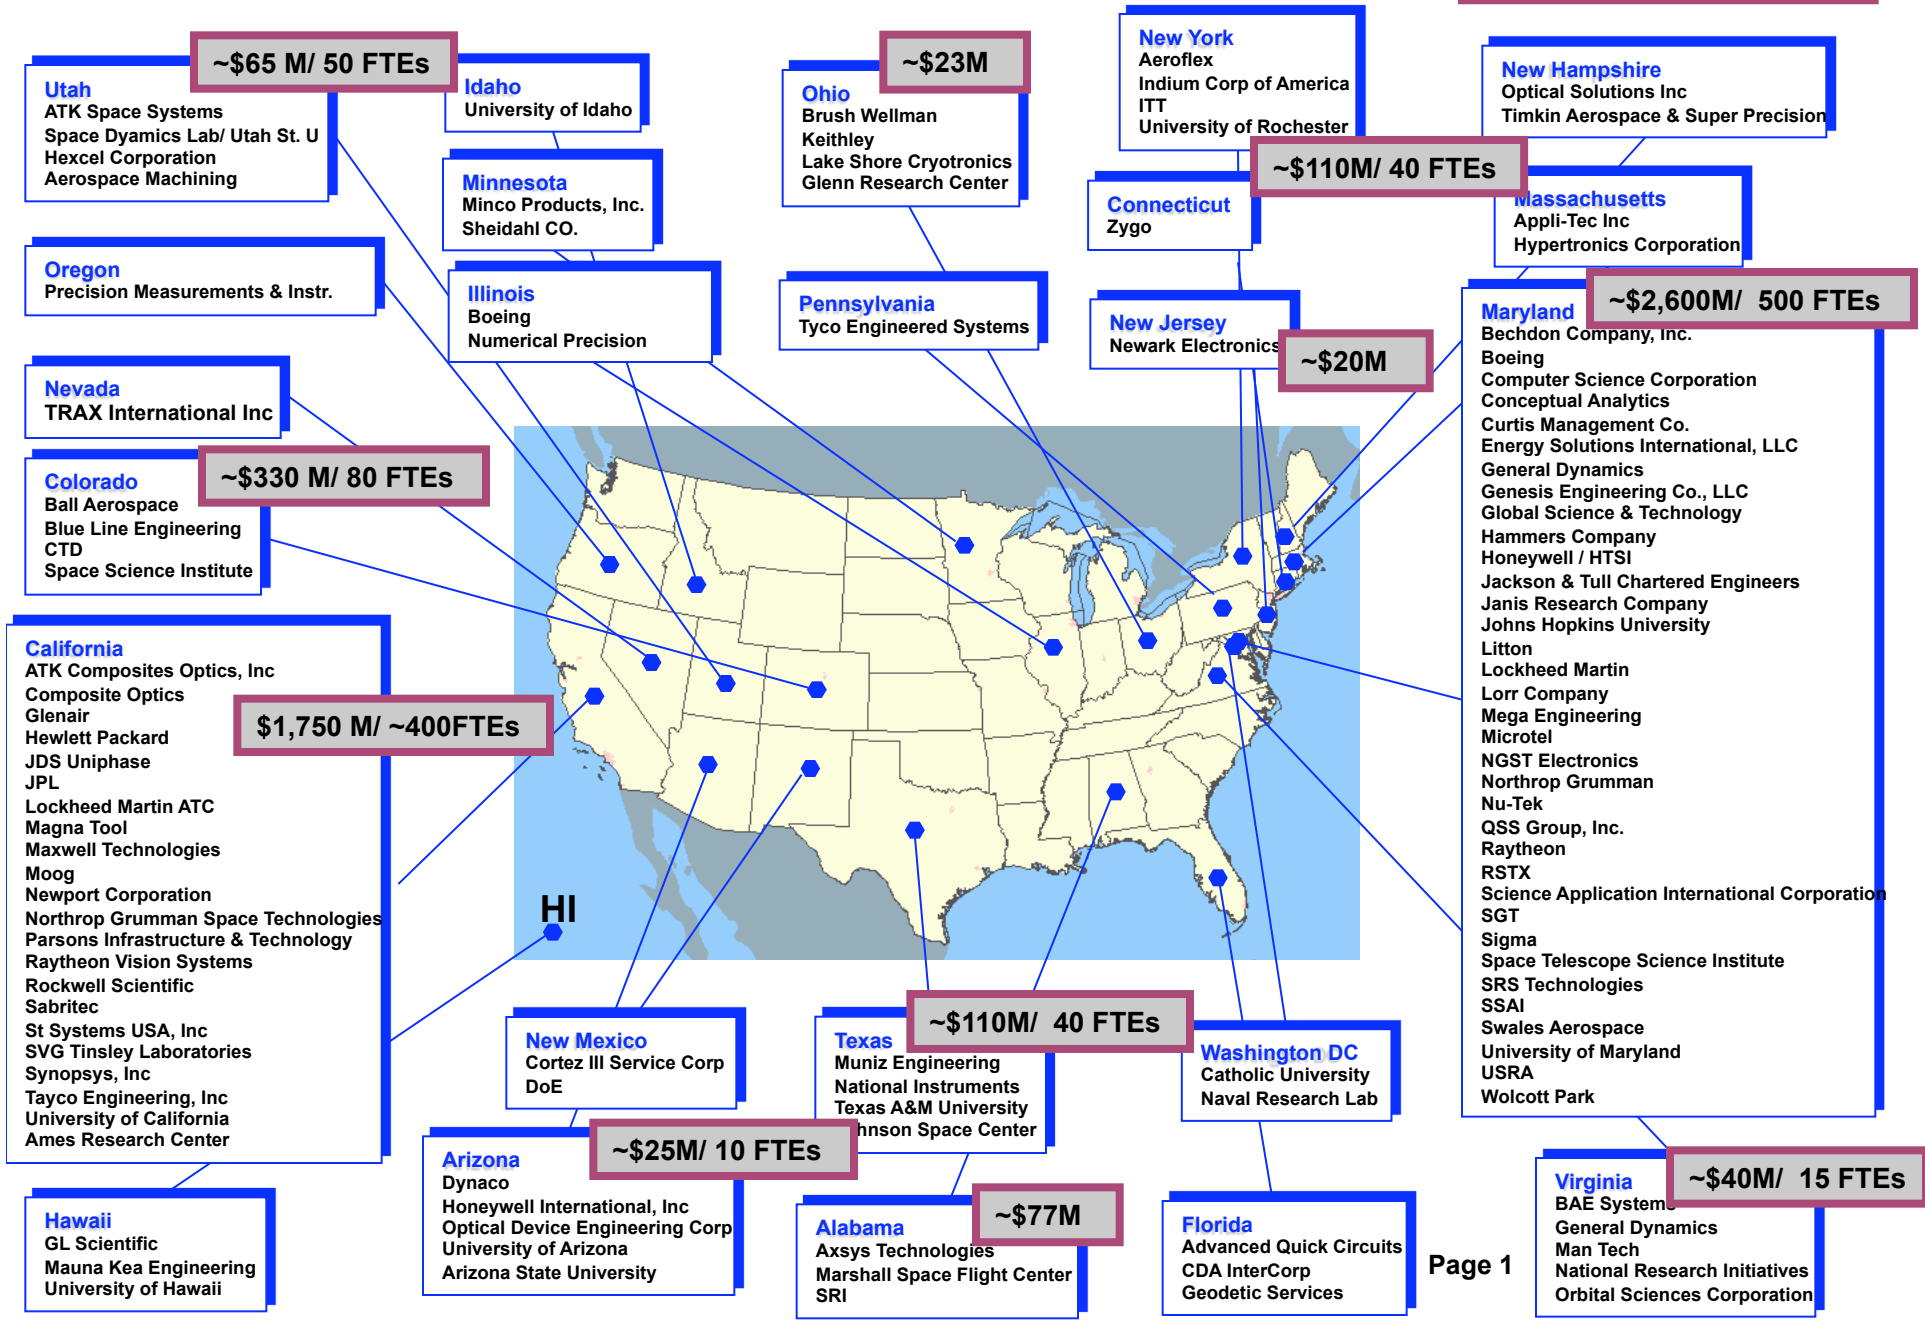 Utah
~$65 M/ 50 FTEs
ATK Space Systems
Space Dyamics Lab/ Utah St. U
Hexcel Corporation
Aerospace Machining
Idaho
University of Idaho
Minnesota
Minco Products, Inc.
Sheidahl CO.
Ohio
~$23M
Brush Wellman
Keithley
Lake Shore Cryotronics
Glenn Research Center
New York
Aeroflex
Indium Corp of America
ITT
University of Rochester
~$110M/ 40 FTEs
New Hampshire
Optical Solutions Inc
Timkin Aerospace & Super Precision
Connecticut
Zygo
Massachusetts
Appli-Tec Inc
Hypertronics Corporation
Oregon
Precision Measurements & Instr.
Illinois
Boeing
Numerical Precision
Pennsylvania
Tyco Engineered Systems
New Jersey
Newark Electronics
~$20M
Nevada
TRAX International Inc
Colorado
~$330 M/ 80 FTEs
Ball Aerospace
Blue Line Engineering
CTD
Space Science Institute
California
ATK Composites Optics, Inc
Composite Optics
Glenair
$1,750 M/ ~400FTEs
Hewlett Packard
JDS Uniphase
JPL
Lockheed Martin ATC
Magna Tool
Maxwell Technologies
Moog
Newport Corporation
Northrop Grumman Space Technologies
Parsons Infrastructure & Technology
Raytheon Vision Systems
Rockwell Scientific
Sabritec
St Systems USA, Inc
SVG Tinsley Laboratories
Synopsys, Inc
Tayco Engineering, Inc
University of California
Ames Research Center
HI
Maryland
~$2,600M/ 500 FTEs
Bechdon Company, Inc.
Boeing
Computer Science Corporation
Conceptual Analytics
Curtis Management Co.
Energy Solutions International, LLC
General Dynamics
Genesis Engineering Co., LLC
Global Science & Technology
Hammers Company
Honeywell / HTSI
Jackson & Tull Chartered Engineers
Janis Research Company
Johns Hopkins University
Litton
Lockheed Martin
Lorr Company
Mega Engineering
Microtel
NGST Electronics
Northrop Grumman
Nu-Tek
QSS Group, Inc.
Raytheon
RSTX
Science Application International Corporation
SGT
Sigma
Space Telescope Science Institute
SRS Technologies
SSAI
Swales Aerospace
University of Maryland
USRA
Wolcott Park
New Mexico
Cortez III Service Corp
DoE
Texas
~$110M/ 40 FTEs
Muniz Engineering
National Instruments
Texas A&M University
hnson Space Center
Washington DC
Catholic University
Naval Research Lab
Hawaii
GL Scientific
Mauna Kea Engineering
University of Hawaii
Arizona
~$25M/ 10 FTEs
Dynaco
Honeywell International, Inc
Optical Device Engineering Corp
University of Arizona
Arizona State University
Alabama
~$77M
Axsys Technologies
Marshall Space Flight Center
SRI
Florida
Advanced Quick Circuits
CDA InterCorp
Geodetic Services
Page 1
Virginia
~$40M/ 15 FTEs
BAE Systems
General Dynamics
Man Tech
National Research Initiatives
Orbital Sciences Corporation